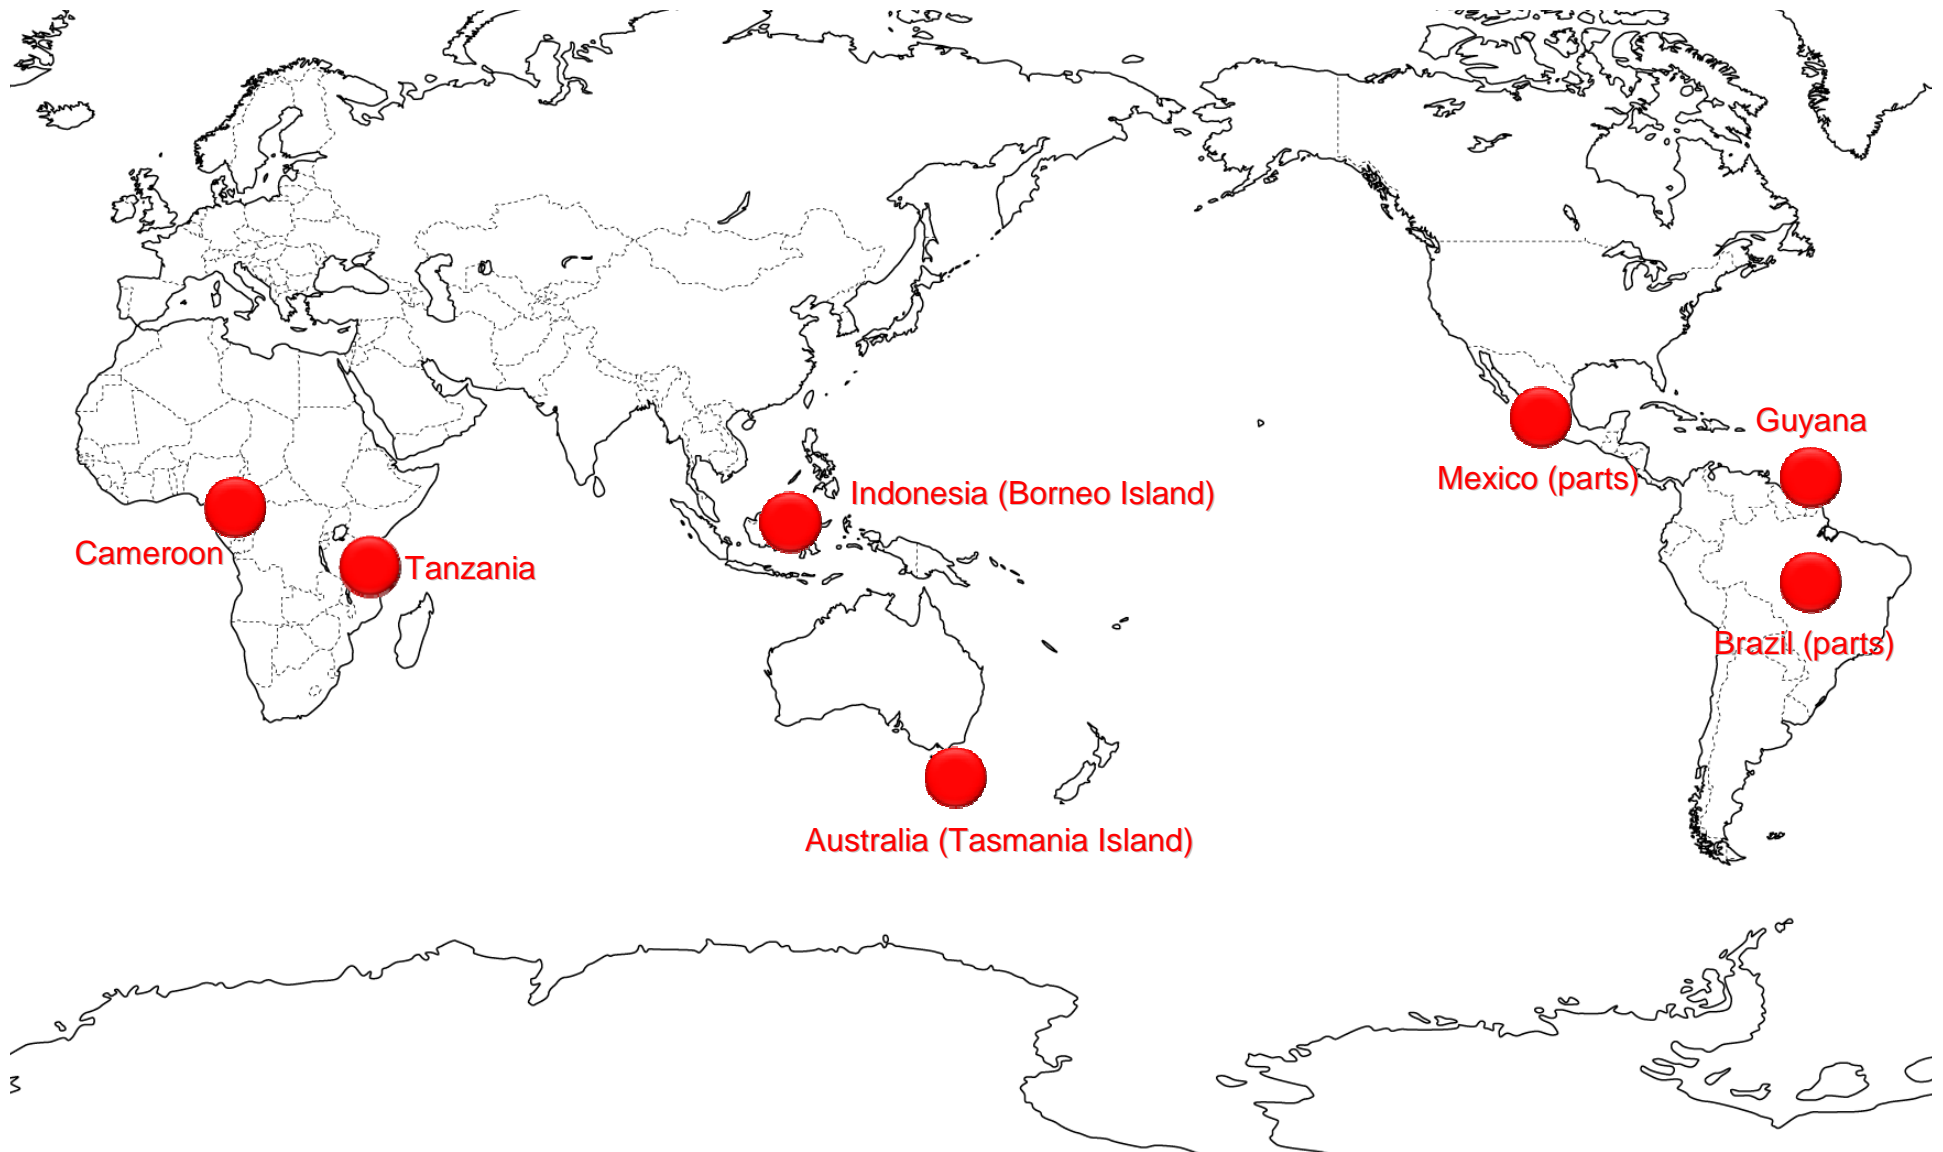 Guyana
Mexico (parts)
Indonesia (Borneo Island)
Cameroon
Tanzania
Brazil (parts)
Australia (Tasmania Island)